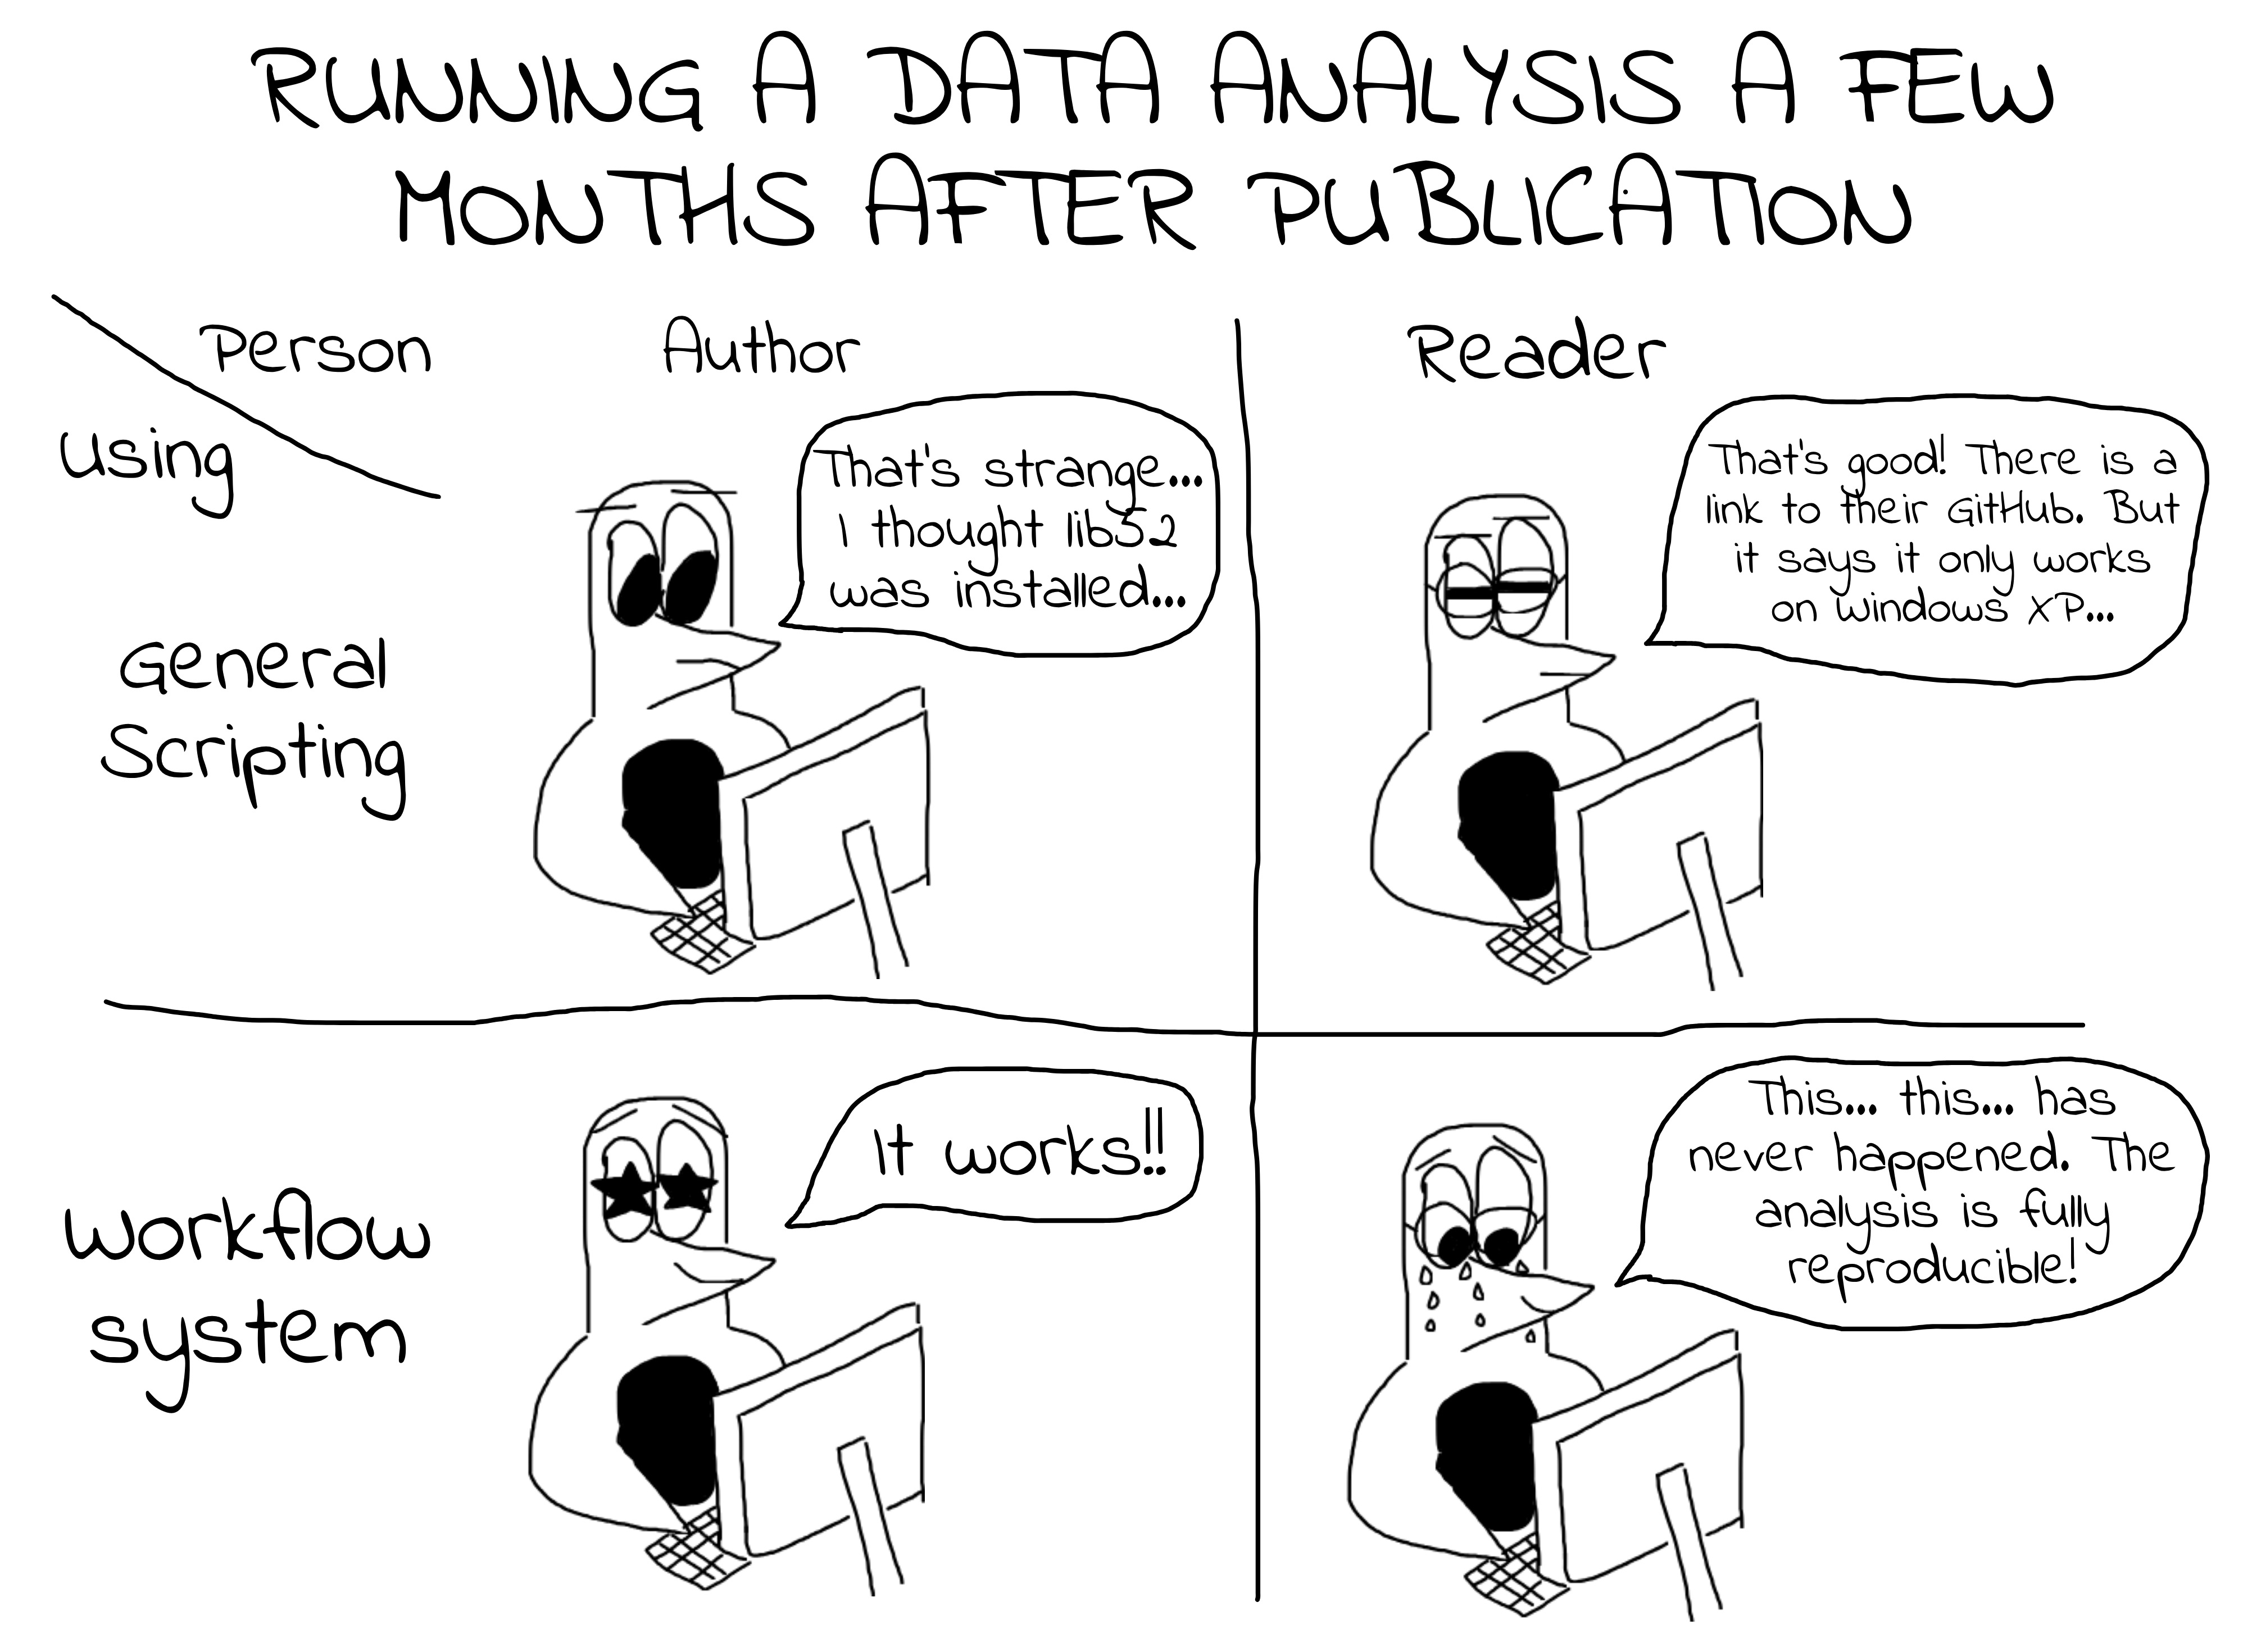 RUNNING A DATA ANALYSIS A FEW
MONTHS AFTER PUBLICATION
Person
Author
Reader
Using
That's strange...
I thought lib52
was installed...
That's good! There is a
link to their GitHub. But
it says it only works
on Windows XP...
General
Scripting
It works!!
This... this... has
never happened. The
analysis is fully
reproducible!
Workflow
system